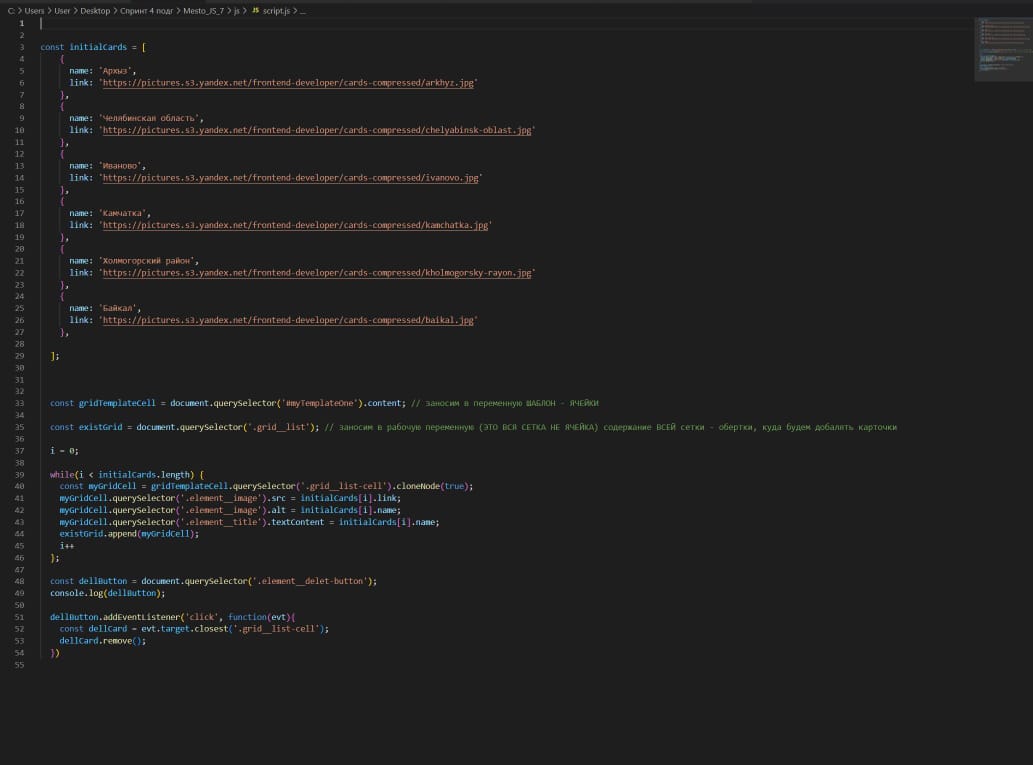 C: > Users > User > Desktop > Спринт 4 подг > Mesto_JS_7 > js > JS script.js > ...
1
2
3 const initialCards = [
4 {
5 name: 'Архыз',
6 link: 'https://pictures.s3.yandex.net/frontend-developer/cards-compressed/arkhyz.jpg'
7 },
8 {
9 name: 'Челябинская область',
10 link: 'https://pictures.s3.yandex.net/frontend-developer/cards-compressed/chelyabinsk-oblast.jpg'
11 },
12 {
13 name: 'Иваново',
14 link: 'https://pictures.s3.yandex.net/frontend-developer/cards-compressed/ivanovo.jpg'
15 },
16 {
17 name: 'Камчатка',
18 link: 'https://pictures.s3.yandex.net/frontend-developer/cards-compressed/kamchatka.jpg'
19 },
20 {
21 name: 'Холмогорский район',
22 link: 'https://pictures.s3.yandex.net/frontend-developer/cards-compressed/kholmogorsky-rayon.jpg'
23 },
24 {
25 name: 'Байкал',
26 link: 'https://pictures.s3.yandex.net/frontend-developer/cards-compressed/baikal.jpg'
27 },
28
29 ];
30
31
32
33 const gridTemplateCell = document.querySelector('#myTemplateOne').content; // заносим в переменную ШАБЛОН - ЯЧЕЙКИ
34
35 const existGrid = document.querySelector('.grid__list'); // заносим в рабочую переменную (ЭТО ВСЯ СЕТКА НЕ ЯЧЕЙКА) содержание ВСЕЙ сетки - обертки, куда будем добалять карточки
36
37 i = 0;
38
39 while(i < initialCards.length) {
40 const myGridCell = gridTemplateCell.querySelector('.grid__list-cell').cloneNode(true);
41 myGridCell.querySelector('.element__image').src = initialCards[i].link;
42 myGridCell.querySelector('.element__image').alt = initialCards[i].name;
43 myGridCell.querySelector('.element__title').textContent = initialCards[i].name;
44 existGrid.append(myGridCell);
45 i++
46 };
47
48 const dellButton = document.querySelector('.element__delet-button');
49 console.log(dellButton);
50
51 dellButton.addEventListener('click', function(evt){
52 const dellCard = evt.target.closest('.grid__list-cell');
53 dellCard.remove();
54 })
55